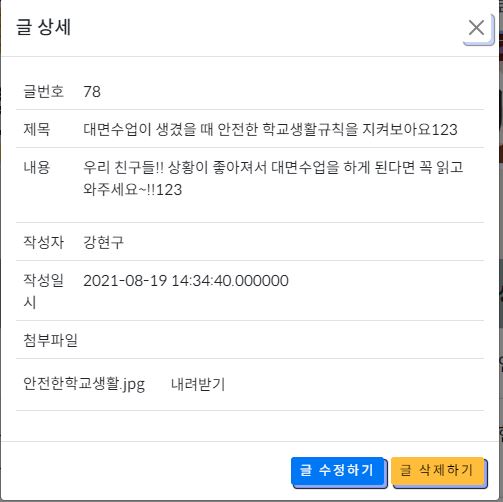 글 상세
글번호 78
제목 대면수업이 생겼을 때 안전한 학교생활규칙을 지켜보아요123
내용 우리 친구들!! 상황이 좋아져서 대면수업을 하게 된다면 꼭 읽고
와주세요~!!123
작성자 강현구
작성일 2021-08-19 14:34:40.000000
시
첨부파일
안전한학교생활.jpg 내려받기
글 수정하기 글 삭제하기